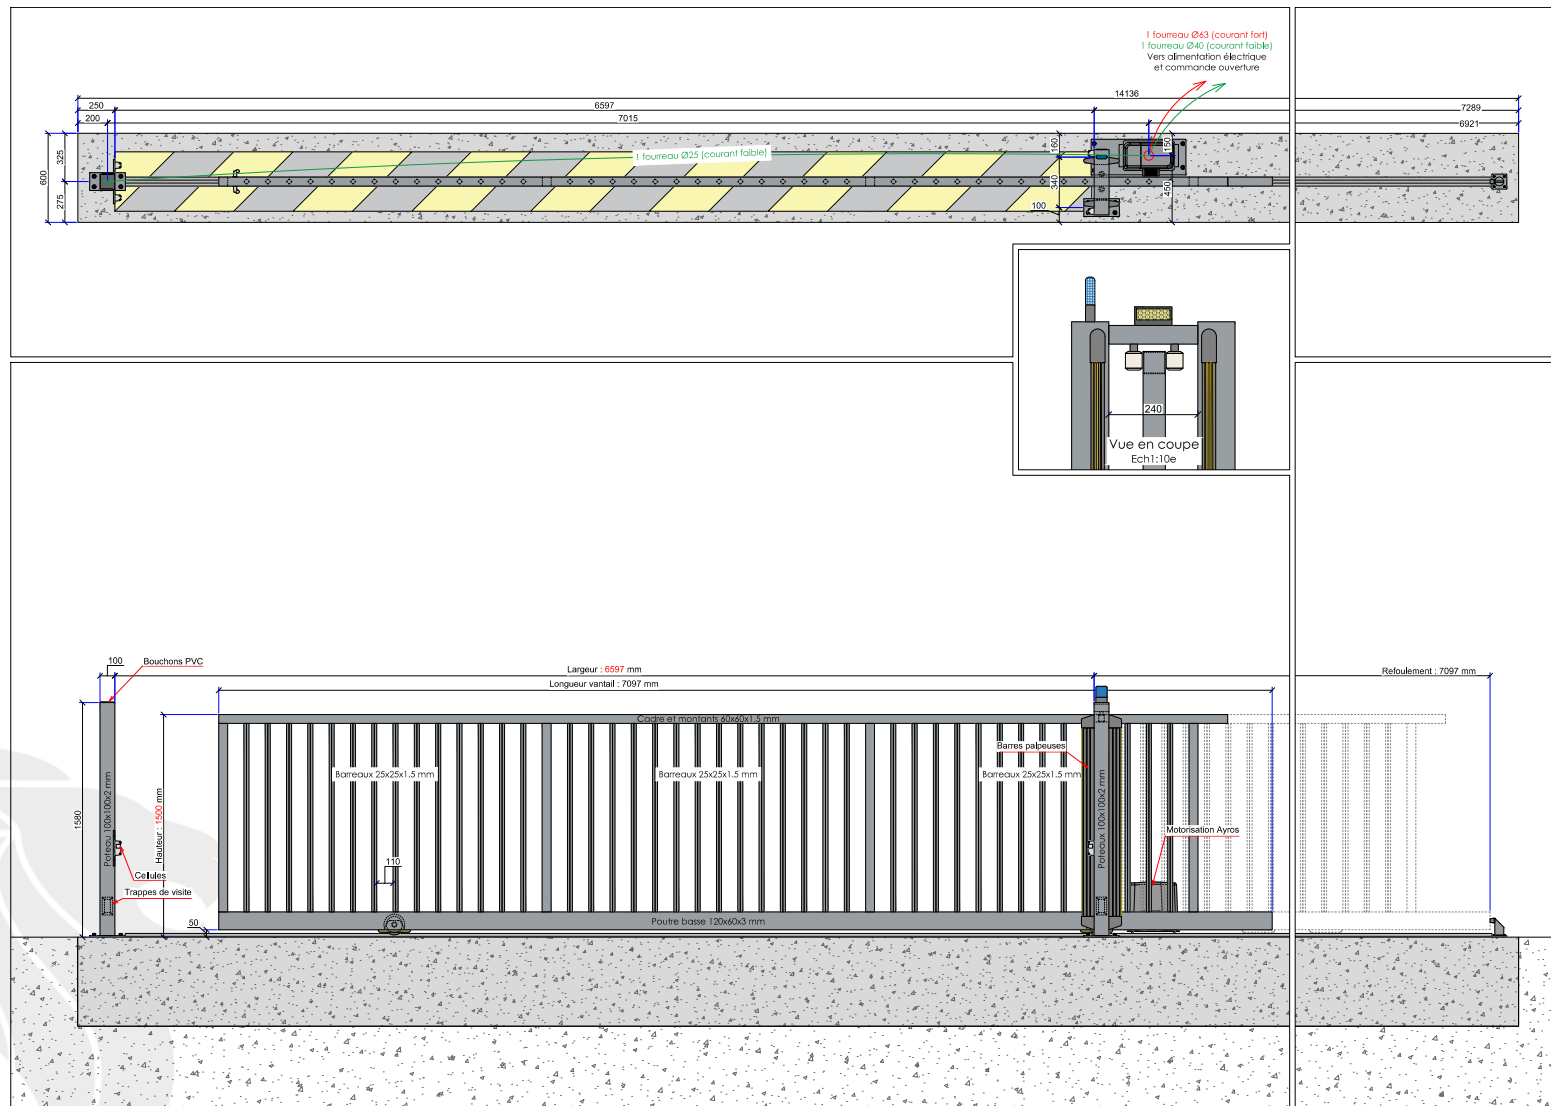 1 fourreau Ø63 (courant fort)
1 fourreau Ø40 (courant faible)
Vers alimentation électrique
et commande ouverture
14136
250
6597
7289
200
7015
6921
325
600
275
1 fourreau Ø25 (courant faible)
160
150
340
450
100
240
Vue en coupe
Ech1:10e
100
Bouchons PVC
Largeur : 6597 mm
Refoulement : 7097 mm
Longueur vantail : 7097 mm
Cadre et montants 60x60x1.5 mm
Barres palpeuses
Barreaux 25x25x1.5 mm
Barreaux 25x25x1.5 mm
Barreaux 25x25x1.5 mm
Poteau 100x100x2 mm
1580
Hauteur : 1500 mm
Poteaux 100x100x2 mm
Motorisation Ayros
110
Cellules
Trappes de visite
50
Poutre basse 120x60x3 mm